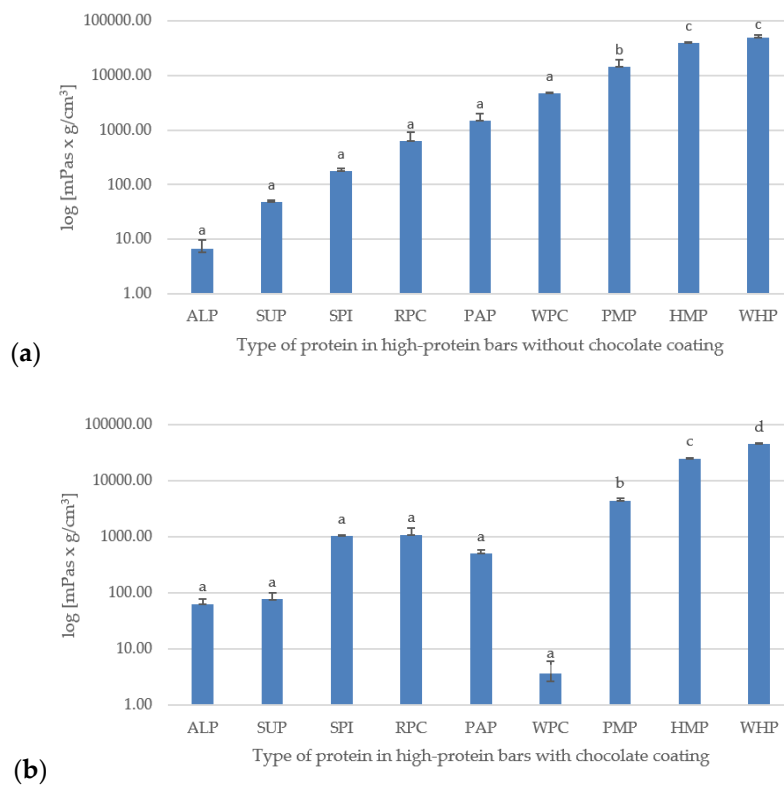 100000.00
10000.00
1000.00
100.00
10.00
1.00
log [mPas x g/cm³]
a a a a a a b c c
ALP SUP SPI RPC PAP WPC PMP HMP WHP
Type of protein in high-protein bars without chocolate coating
(a)
100000.00
10000.00
1000.00
100.00
10.00
1.00
log [mPas x g/cm³]
a a a a a a b c d
ALP SUP SPI RPC PAP WPC PMP HMP WHP
Type of protein in high-protein bars with chocolate coating
(b)